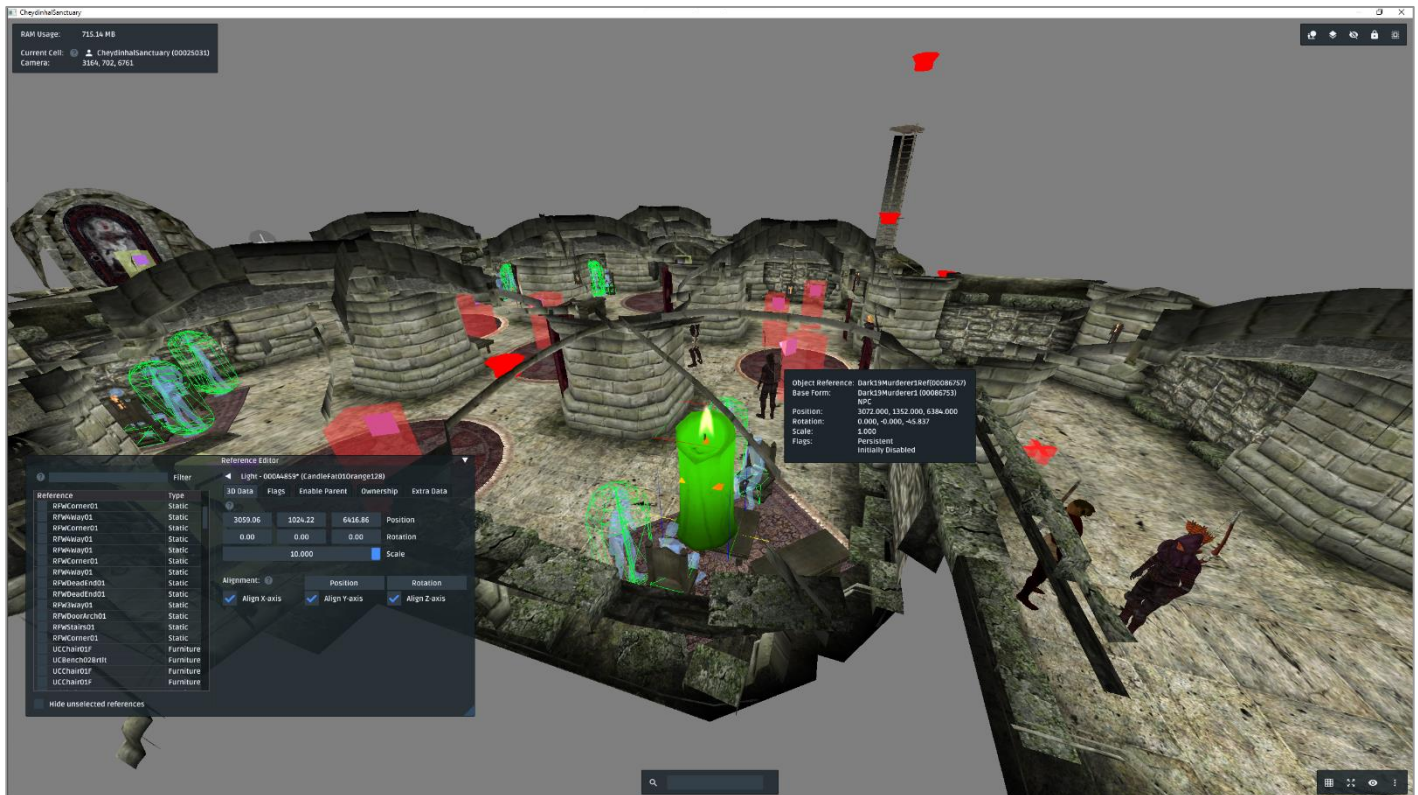 CheydinhalSanctuary
RAM Usage: 715.14 MB
Current Cell: CheydinhalSanctuary (00025031)
Camera: 3164, 702, 6761
Object Reference: Dark19Murderer1Ref(00086757)
Base Form: Dark19Murderer1 (00086753)
NPC
Position: 3072.000, 1352.000, 6384.000
Rotation: 0.000, -0.000, -45.837
Scale: 1.000
Flags: Persistent
Initially Disabled
Reference Editor
Filter
Reference Type
RFWCorner01 Static
RFW4Way01 Static
RFWCorner01 Static
RFW4Way01 Static
RFW4Way01 Static
RFWCorner01 Static
RFW4Way01 Static
RFWDeadEnd01 Static
RFWDeadEnd01 Static
RFW3Way01 Static
RFWDoorArch01 Static
RFWStairs01 Static
RFWCorner01 Static
UCChair01F Furniture
UCBench02BrtIt Furniture
UCChair01F Furniture
UCChair01F Furniture
Hide unselected references
Light - 000A4859* (CandleFat01Orange128)
3D Data Flags Enable Parent Ownership Extra Data
3059.06 1024.22 6416.86 Position
0.00 0.00 0.00 Rotation
10.000 Scale
Alignment: Position Rotation
Align X-axis Align Y-axis Align Z-axis